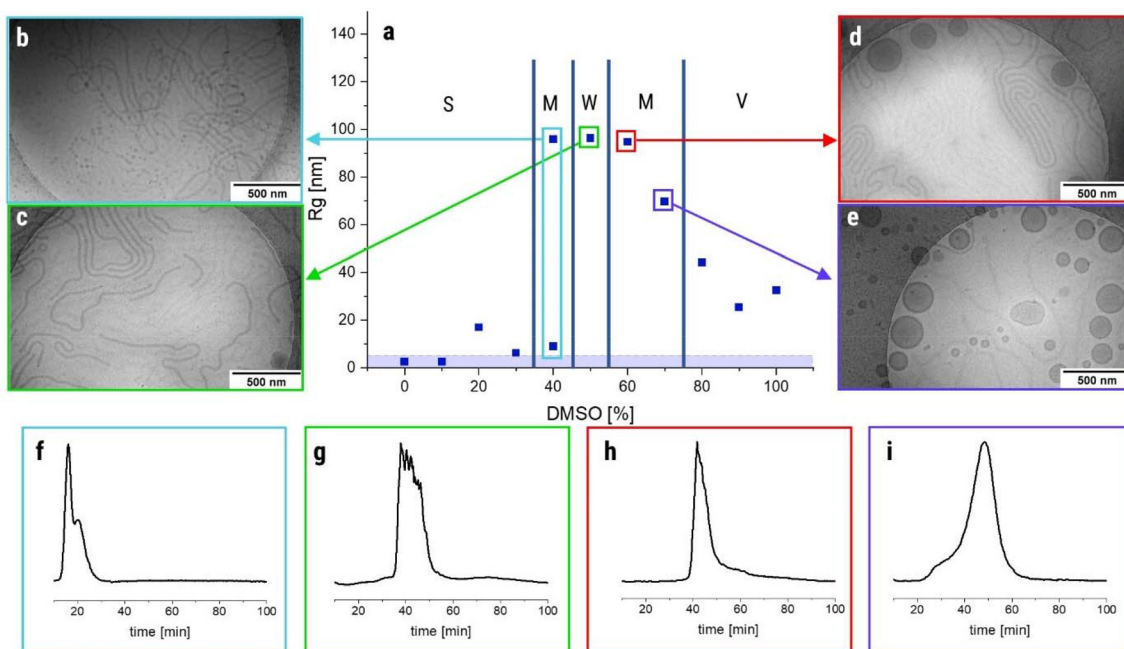 b
500 nm
c
500 nm
a
Rg [nm]
140
120
100
80
60
40
20
0
S M W M V
0 20 40 60 80 100
DMSO [%]
d
500 nm
e
500 nm
f
20 40 60 80 100
time [min]
g
20 40 60 80 100
time [min]
h
20 40 60 80 100
time [min]
i
20 40 60 80 100
time [min]